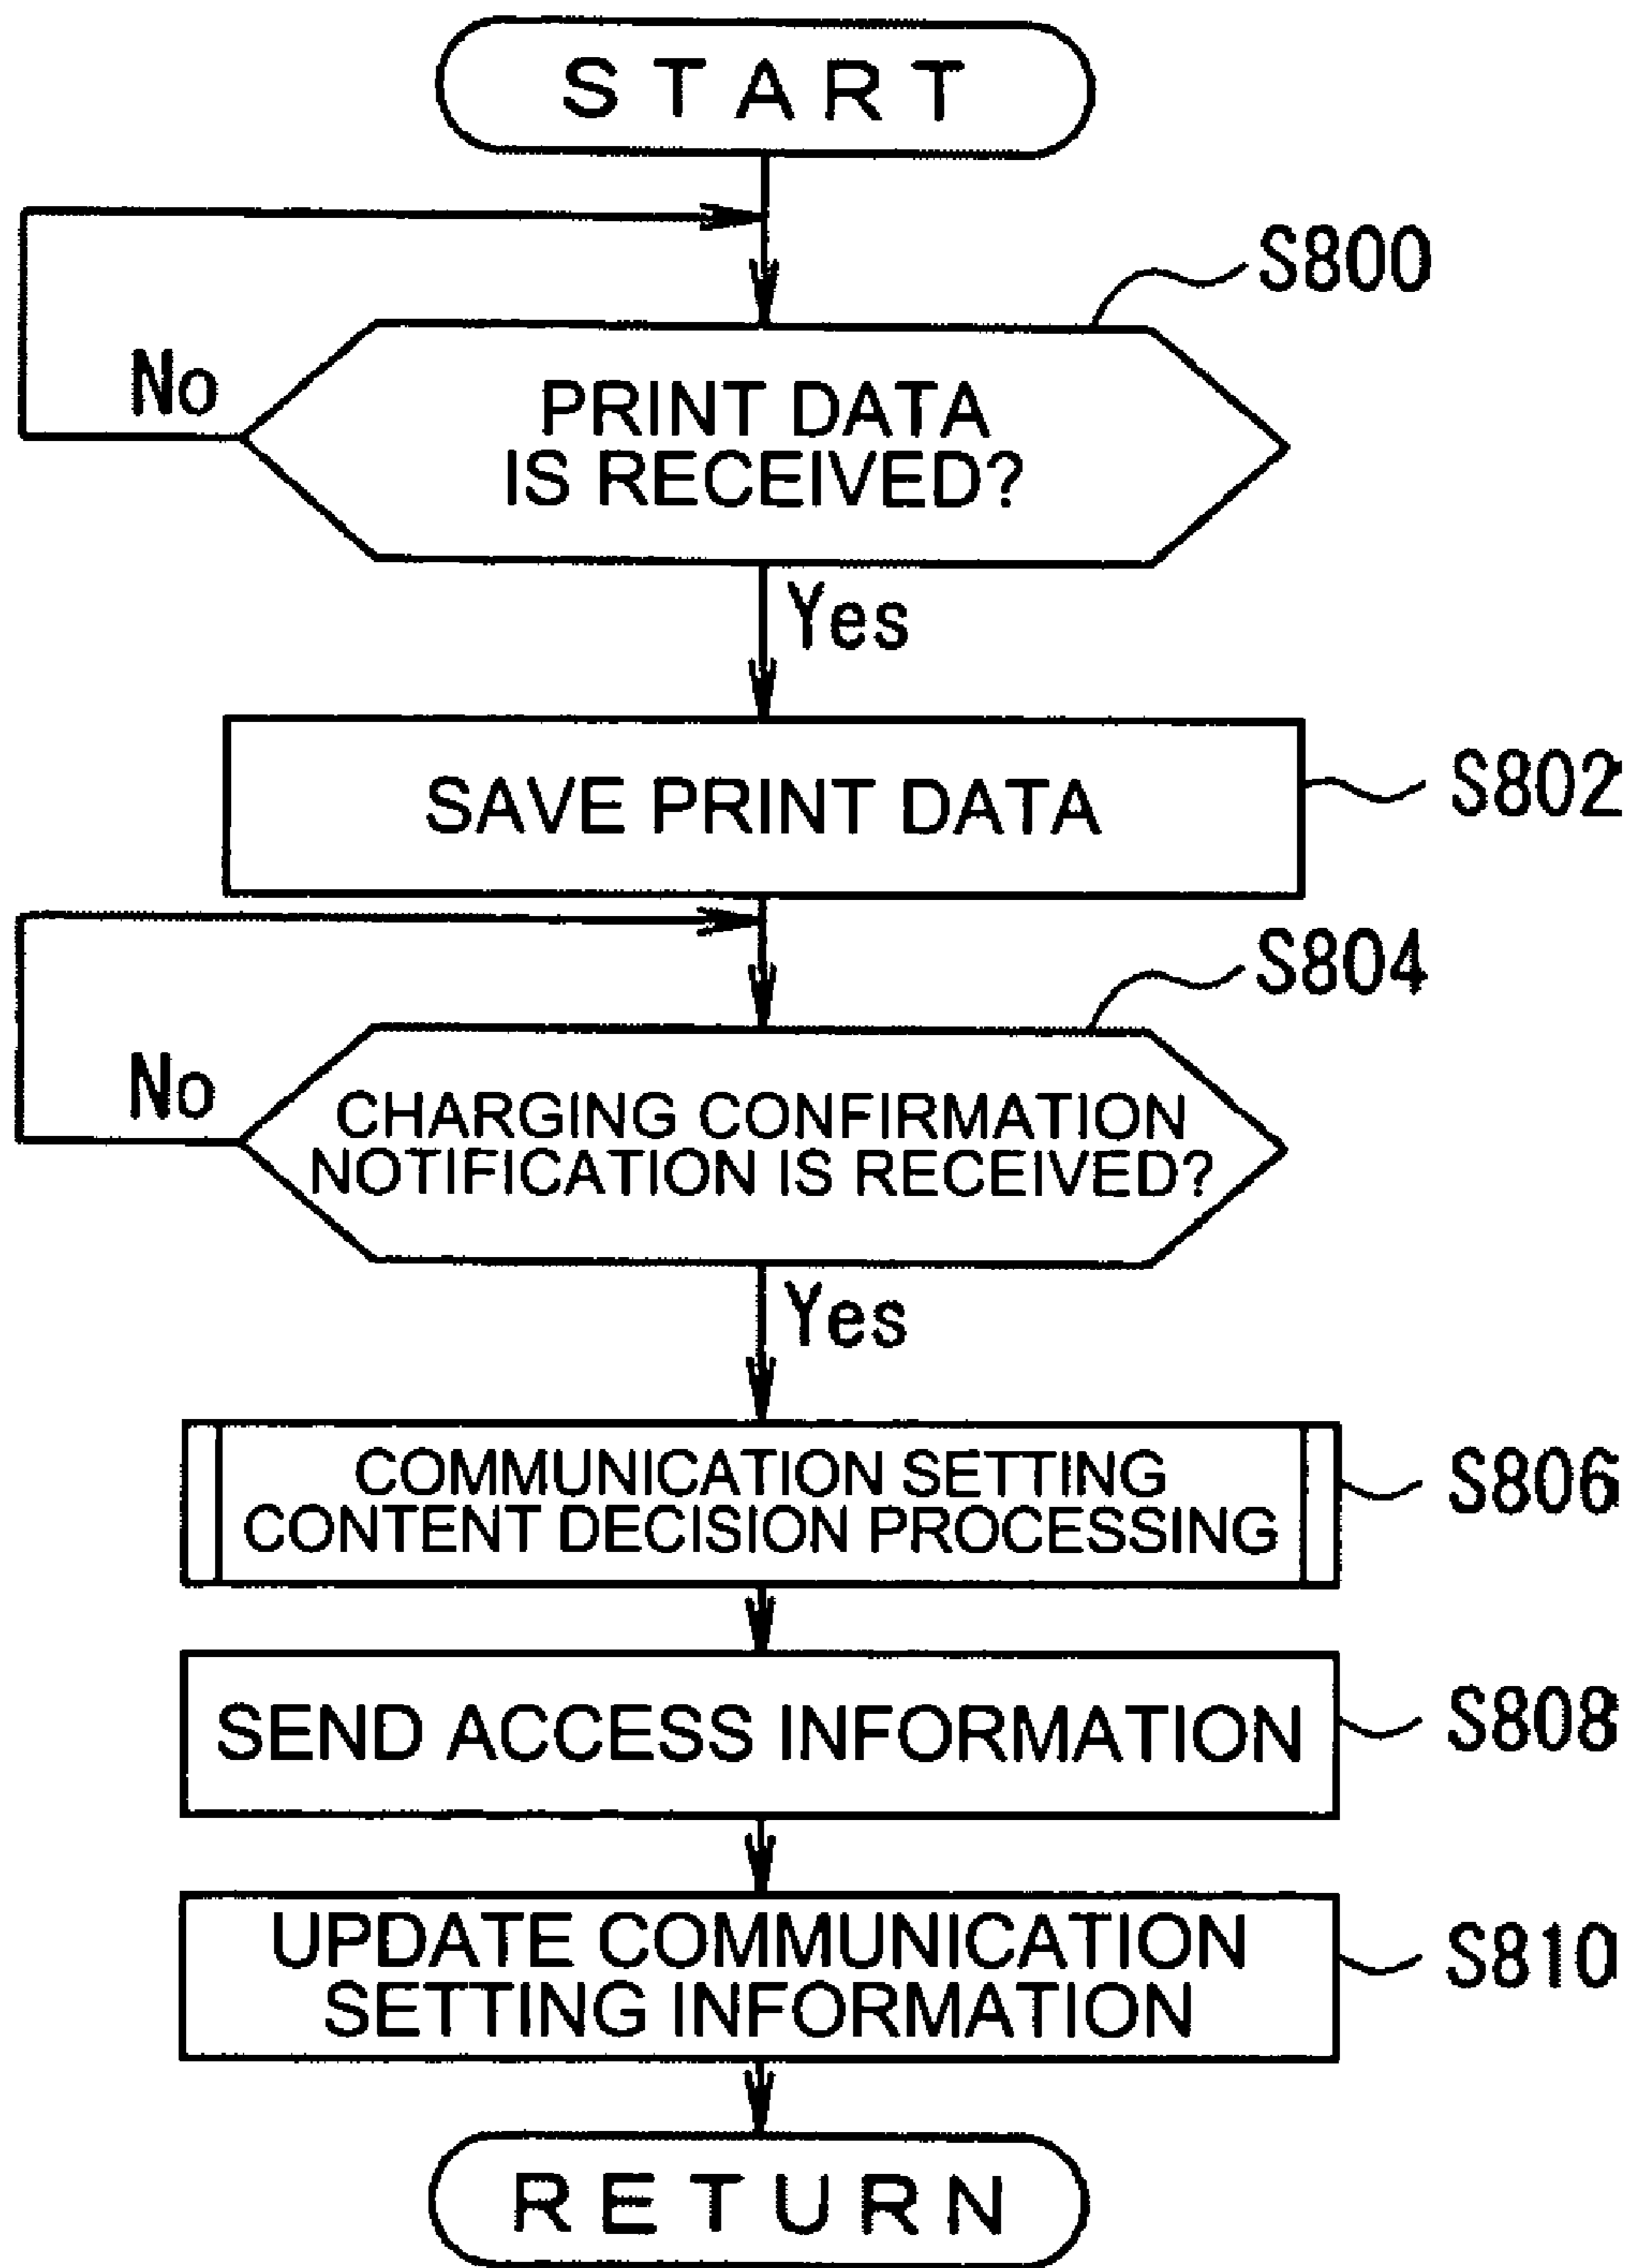 START
S800
No
PRINT DATA
IS RECEIVED?
Yes
SAVE PRINT DATA
S802
S804
No
CHARGING CONFIRMATION
NOTIFICATION IS RECEIVED?
Yes
COMMUNICATION SETTING
CONTENT DECISION PROCESSING
S806
SEND ACCESS INFORMATION
S808
UPDATE COMMUNICATION
SETTING INFORMATION
S810
RETURN